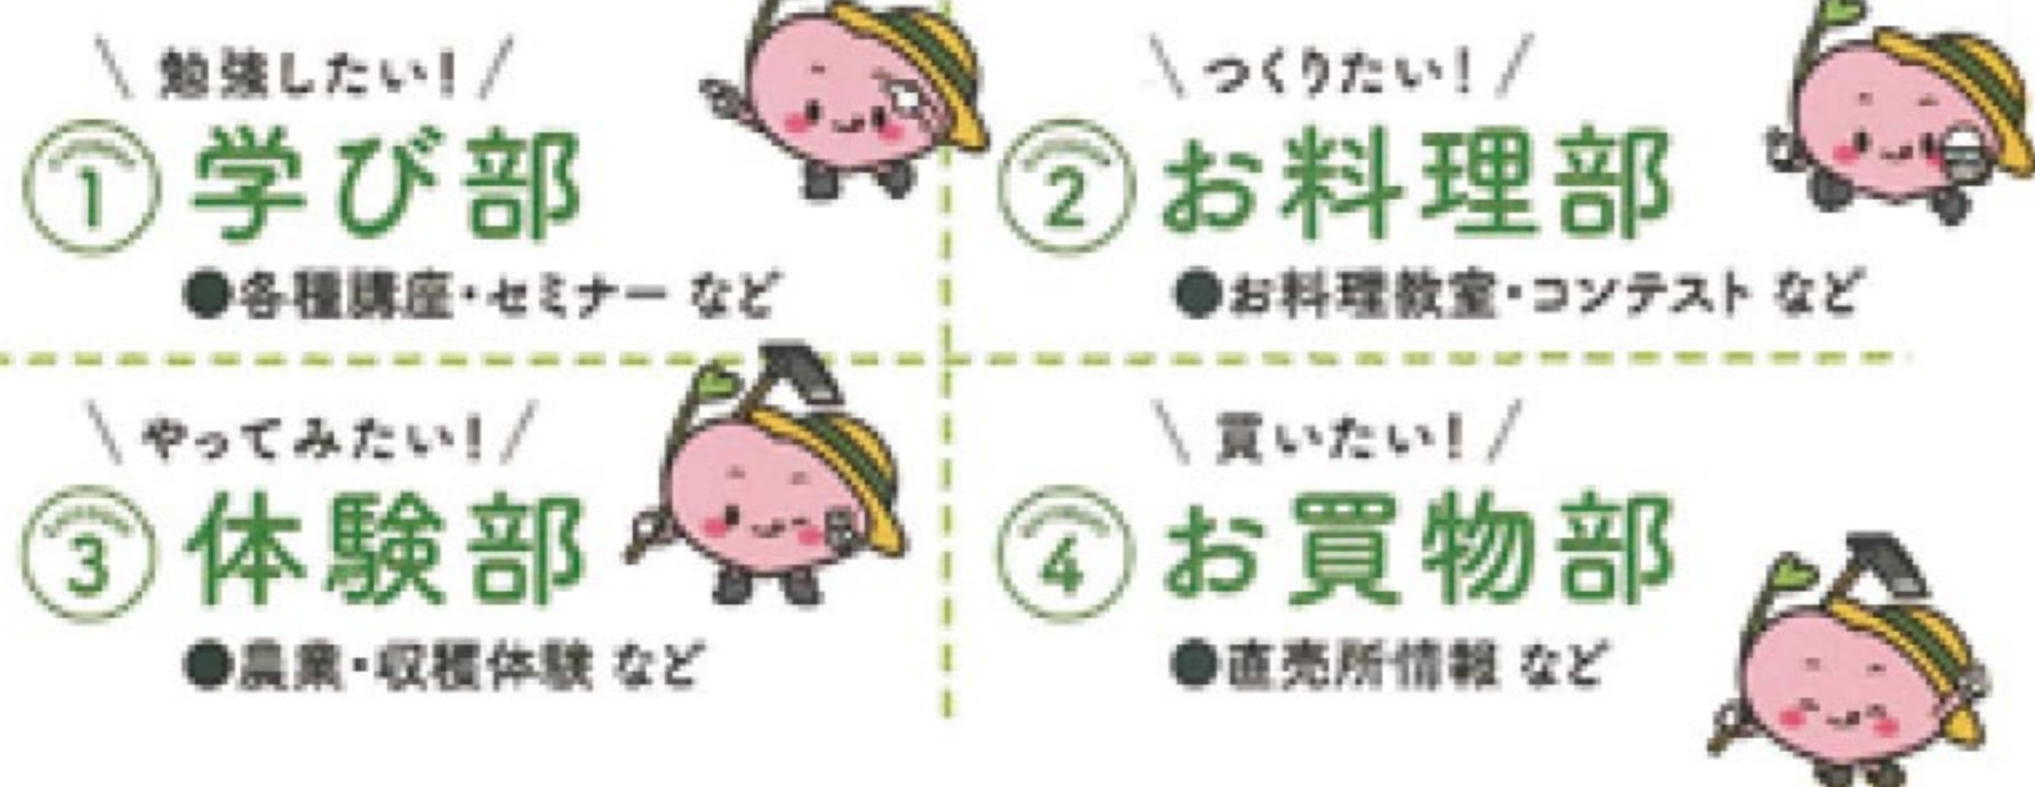 勉強したい!
1 学び部
●各種講座・セミナー など
つくりたい!
2 お料理部
●お料理教室・コンテスト など
やってみたい!
3 体験部
●農業・収穫体験 など
買いたい!
4 お買物部
●直売所情報 など